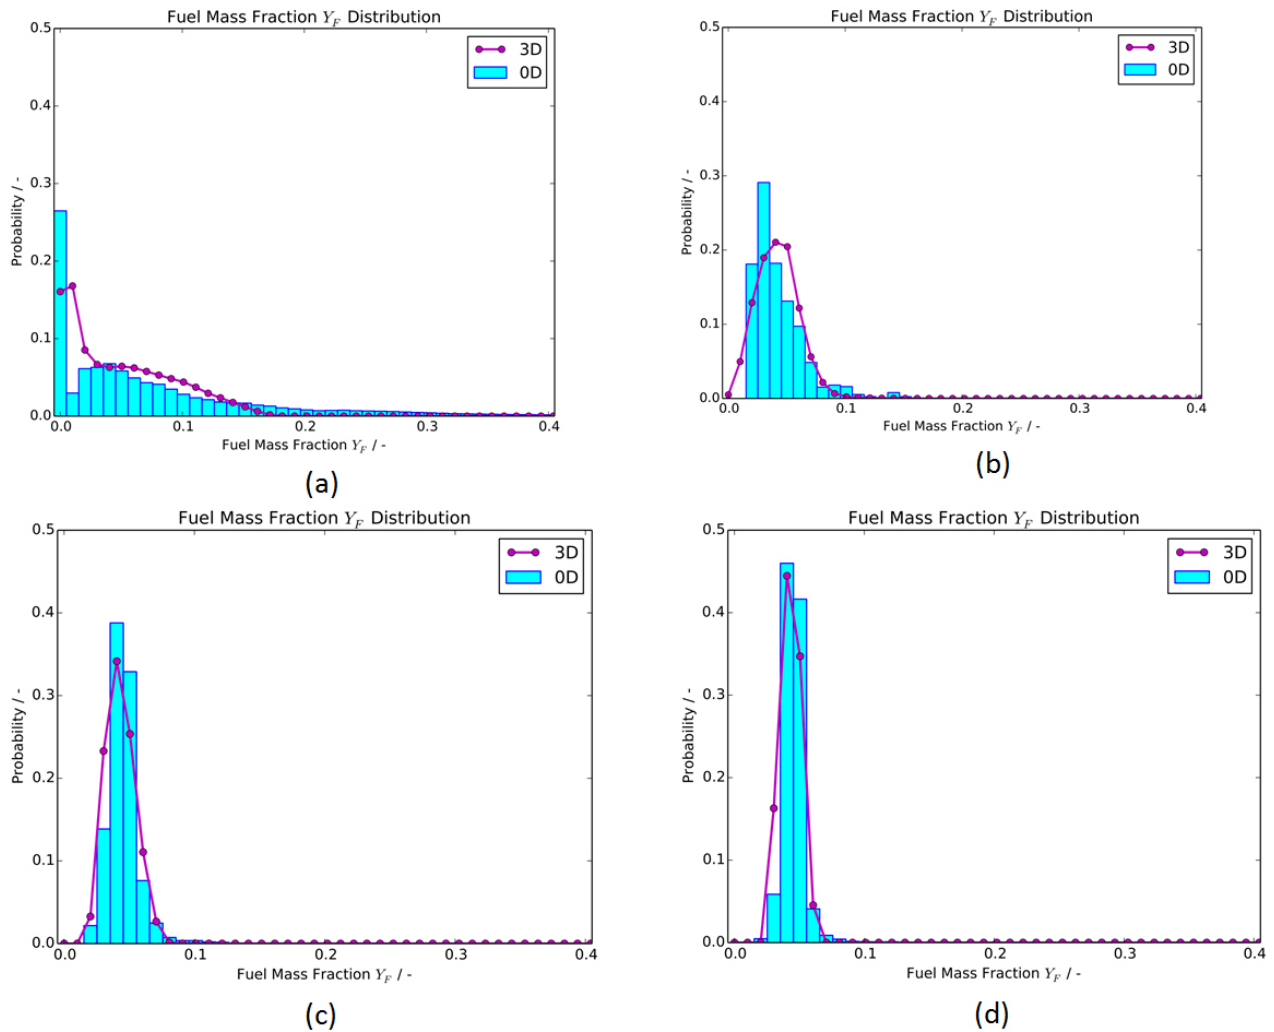 Fuel Mass Fraction Y_F Distribution
0.5
0.4
0.3
0.2
0.1
0.0
Probability / -
3D
0D
0.0 0.1 0.2 0.3 0.4
Fuel Mass Fraction Y_F / -
(a)
Fuel Mass Fraction Y_F Distribution
0.5
0.4
0.3
0.2
0.1
0.0
Probability / -
3D
0D
0.0 0.1 0.2 0.3 0.4
Fuel Mass Fraction Y_F / -
(b)
Fuel Mass Fraction Y_F Distribution
0.5
0.4
0.3
0.2
0.1
0.0
Probability / -
3D
0D
0.0 0.1 0.2 0.3 0.4
Fuel Mass Fraction Y_F / -
(c)
Fuel Mass Fraction Y_F Distribution
0.5
0.4
0.3
0.2
0.1
0.0
Probability / -
3D
0D
0.0 0.1 0.2 0.3 0.4
Fuel Mass Fraction Y_F / -
(d)